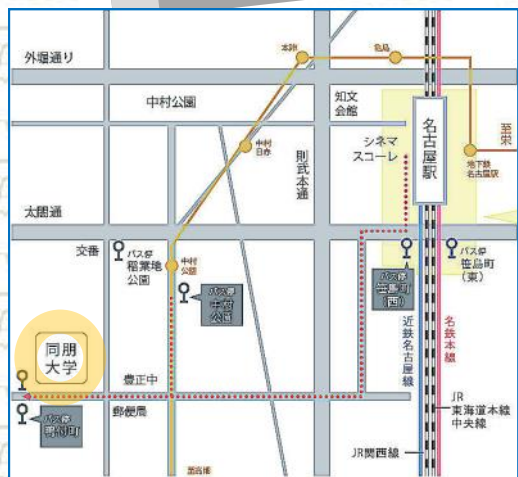 外堀通り
本陣
亀島
中村公園
知文
会館
名古屋駅
至栄
シネマ
スコーレ
中村
日赤
則武本通
地下鉄
名古屋駅
太閤通
交番
バス停
稲葉地
公園
中村
公園
バス停
中村
公園
バス停
笹島町
(西)
バス停
笹島町
(東)
同朋
大学
豊正中
近鉄名古屋線
名鉄本線
郵便局
バス停
鴨付町
JR
東海道本線
中央線
JR関西線